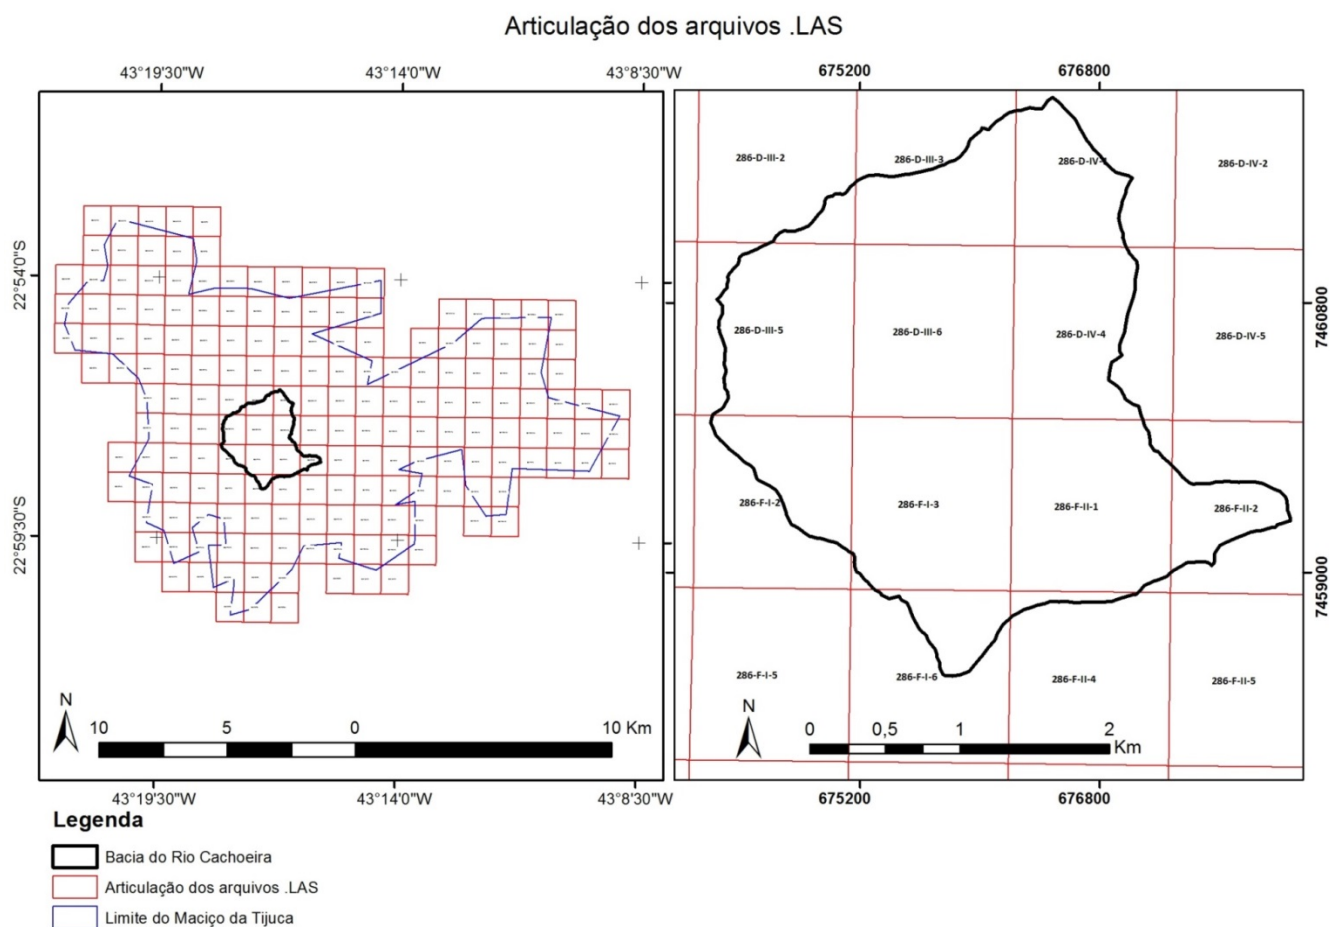 Articulação dos arquivos .LAS
43°19'30"W 43°14'0"W 43°8'30"W
675200 676800
22°54'0"S
22°59'30"S
286-D-III-2 286-D-III-3 286-D-IV-1 286-D-IV-2
286-D-III-5 286-D-III-6 286-D-IV-4 286-D-IV-5
286-F-I-2 286-F-I-3 286-F-II-1 286-F-II-2
286-F-I-5 286-F-I-6 286-F-II-4 286-F-II-5
7460800
7459000
N
10 5 0 10 Km
N
0 0,5 1 2
Km
43°19'30"W 43°14'0"W 43°8'30"W
675200 676800
Legenda
Bacia do Rio Cachoeira
Articulação dos arquivos .LAS
Limite do Maciço da Tijuca